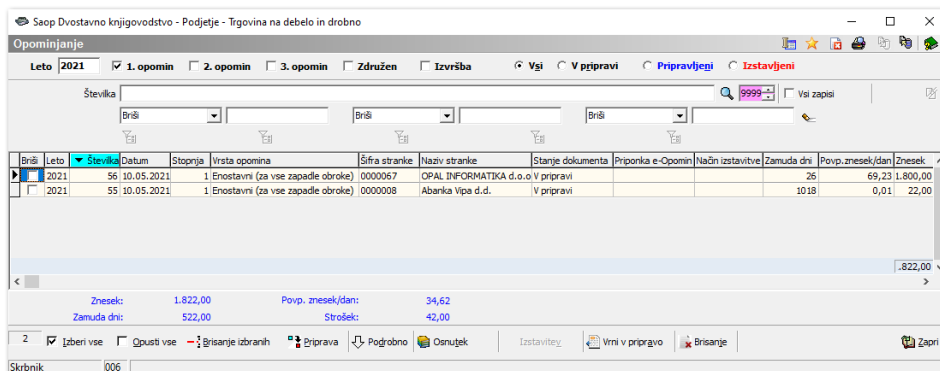 Saop Dvostavno knjigovodstvo - Podjetje - Trgovina na debelo in drobno
Opominjanje
Leto 2021 1. opomin 2. opomin 3. opomin Združen Izvršba Vsi V pripravi Pripravljeni Izstavljeni
Številka 9999 Vsi zapisi
Briši Briši Briši
Briši Leto Številka Datum Stopnja Vrsta opomina Šifra stranke Naziv stranke Stanje dokumenta Priponka e-Opomin Način izstavitve Zamuda dni Povp.znesek/dan Znesek
2021 56 10.05.2021 1 Enostavni (za vse zapadle obroke) 0000067 OPAL INFORMATIKA d.o.o V pripravi 26 69,23 1.800,00
2021 55 10.05.2021 1 Enostavni (za vse zapadle obroke) 0000008 Abanka Vipa d.d. V pripravi 1018 0,01 22,00
.822,00
Znesek: 1.822,00 Povp. znesek/dan: 34,62
Zamuda dni: 522,00 Strošek: 42,00
2 Izberi vse Opusti vse Brisanje izbranih Priprava Podrobno Osnutek Izstavitev Vrni v pripravo Brisanje Zapri
Skrbnik 006